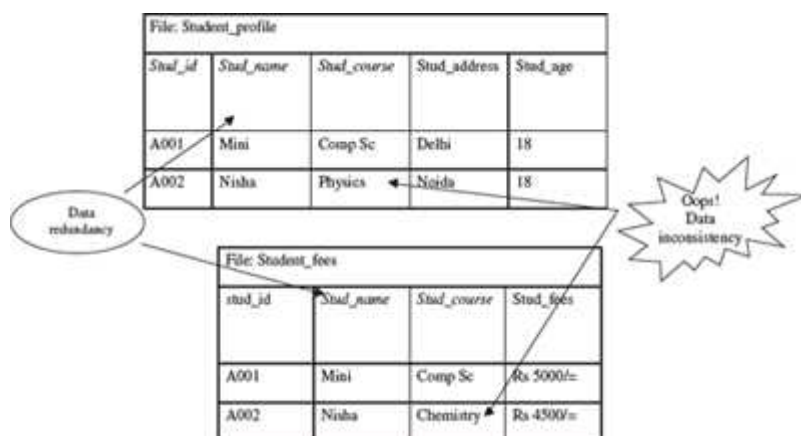 File: Student_profile
Stud_id Stud_name Stud_course Stud_address Stud_age
A001 Mini Comp Sc Delhi 18
A002 Nisha Physics Noida 18
Data
redundancy
Oops!
Data
inconsistency
File: Student_fees
stud_id Stud_name Stud_course Stud_fees
A001 Mini Comp Sc Rs 5000/=
A002 Nisha Chemistry Rs 4500/=